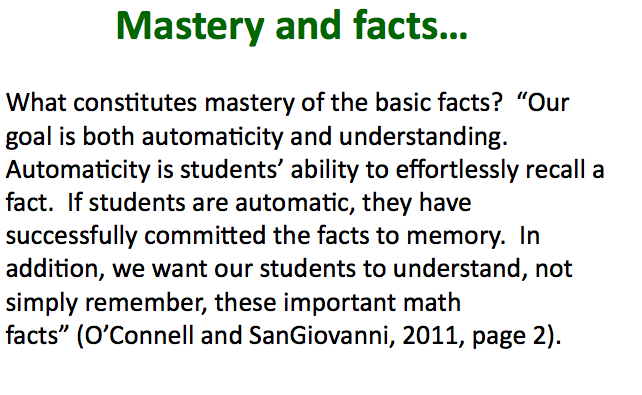 Mastery and facts…
What constitutes mastery of the basic facts?  “Our
goal is both automaticity and understanding.
Automaticity is students’ ability to effortlessly recall a
fact.  If students are automatic, they have
successfully committed the facts to memory.  In
addition, we want our students to understand, not
simply remember, these important math
facts” (O’Connell and SanGiovanni, 2011, page 2).